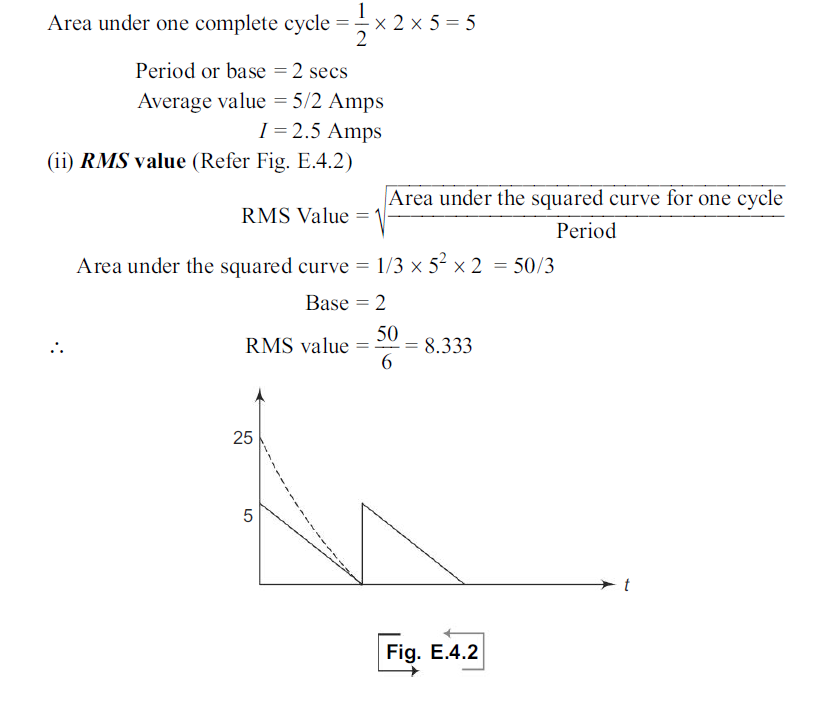 Area under one complete cycle = 1/2 × 2 × 5 = 5
Period or base = 2 secs
Average value = 5/2 Amps
I = 2.5 Amps
(ii) RMS value (Refer Fig. E.4.2)
RMS Value = √(Area under the squared curve for one cycle / Period)
Area under the squared curve = 1/3 × 5² × 2 = 50/3
Base = 2
∴ RMS value = 50/6 = 8.333
25
5
t
Fig. E.4.2